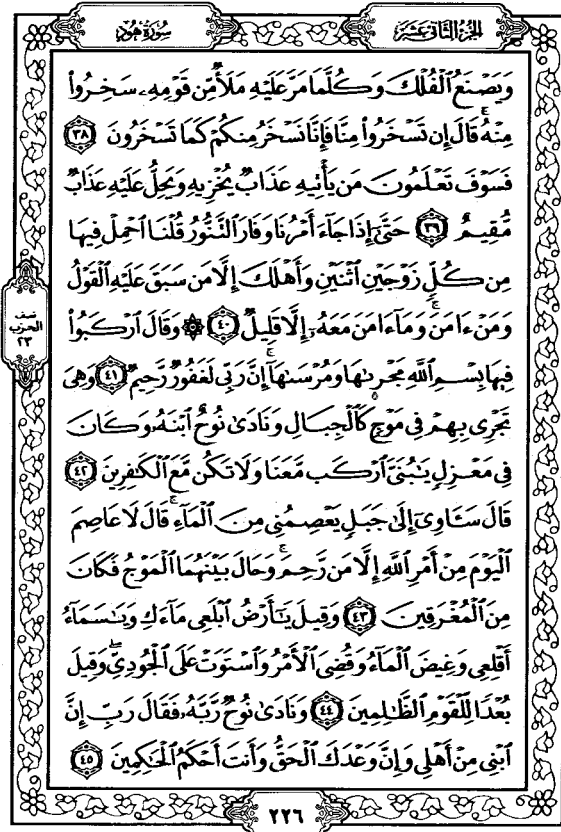 الجزء الثاني عشر
سورة هود
وَيَصْنَعُ ٱلْفُلْكَ وَكُلَّمَا مَرَّ عَلَيْهِ مَلَأٌ مِّن قَوْمِهِۦ سَخِرُوا۟
مِنْهُ ۚ قَالَ إِن تَسْخَرُوا۟ مِنَّا فَإِنَّا نَسْخَرُ مِنكُمْ كَمَا تَسْخَرُونَ ٣٨
فَسَوْفَ تَعْلَمُونَ مَن يَأْتِيهِ عَذَابٌ يُخْزِيهِ وَيَحِلُّ عَلَيْهِ عَذَابٌ
مُّقِيمٌ ٣٩ حَتَّىٰٓ إِذَا جَآءَ أَمْرُنَا وَفَارَ ٱلتَّنُّورُ قُلْنَا ٱحْمِلْ فِيهَا
مِن كُلٍّ زَوْجَيْنِ ٱثْنَيْنِ وَأَهْلَكَ إِلَّا مَن سَبَقَ عَلَيْهِ ٱلْقَوْلُ
وَمَنْ ءَامَنَ ۚ وَمَآ ءَامَنَ مَعَهُۥٓ إِلَّا قَلِيلٌ ٤٠ ۞ وَقَالَ ٱرْكَبُوا۟
فِيهَا بِسْمِ ٱللَّهِ مَجْر۪ىٰهَا وَمُرْسَىٰهَآ ۚ إِنَّ رَبِّى لَغَفُورٌ رَّحِيمٌ ٤١ وَهِىَ
تَجْرِى بِهِمْ فِى مَوْجٍ كَٱلْجِبَالِ وَنَادَىٰ نُوحٌ ٱبْنَهُۥ وَكَانَ
فِى مَعْزِلٍ يَٰبُنَىَّ ٱرْكَب مَّعَنَا وَلَا تَكُن مَّعَ ٱلْكَٰفِرِينَ ٤٢
قَالَ سَـَٔاوِىٓ إِلَىٰ جَبَلٍ يَعْصِمُنِى مِنَ ٱلْمَآءِ ۚ قَالَ لَا عَاصِمَ
ٱلْيَوْمَ مِنْ أَمْرِ ٱللَّهِ إِلَّا مَن رَّحِمَ ۚ وَحَالَ بَيْنَهُمَا ٱلْمَوْجُ فَكَانَ
مِنَ ٱلْمُغْرَقِينَ ٤٣ وَقِيلَ يَٰٓأَرْضُ ٱبْلَعِى مَآءَكِ وَيَٰسَمَآءُ
أَقْلِعِى وَغِيضَ ٱلْمَآءُ وَقُضِىَ ٱلْأَمْرُ وَٱسْتَوَتْ عَلَى ٱلْجُودِىِّ ۖ وَقِيلَ
بُعْدًا لِّلْقَوْمِ ٱلظَّٰلِمِينَ ٤٤ وَنَادَىٰ نُوحٌ رَّبَّهُۥ فَقَالَ رَبِّ إِنَّ
ٱبْنِى مِنْ أَهْلِى وَإِنَّ وَعْدَكَ ٱلْحَقُّ وَأَنتَ أَحْكَمُ ٱلْحَٰكِمِينَ ٤٥
نصف
الحزب
٢٣
٢٢٦